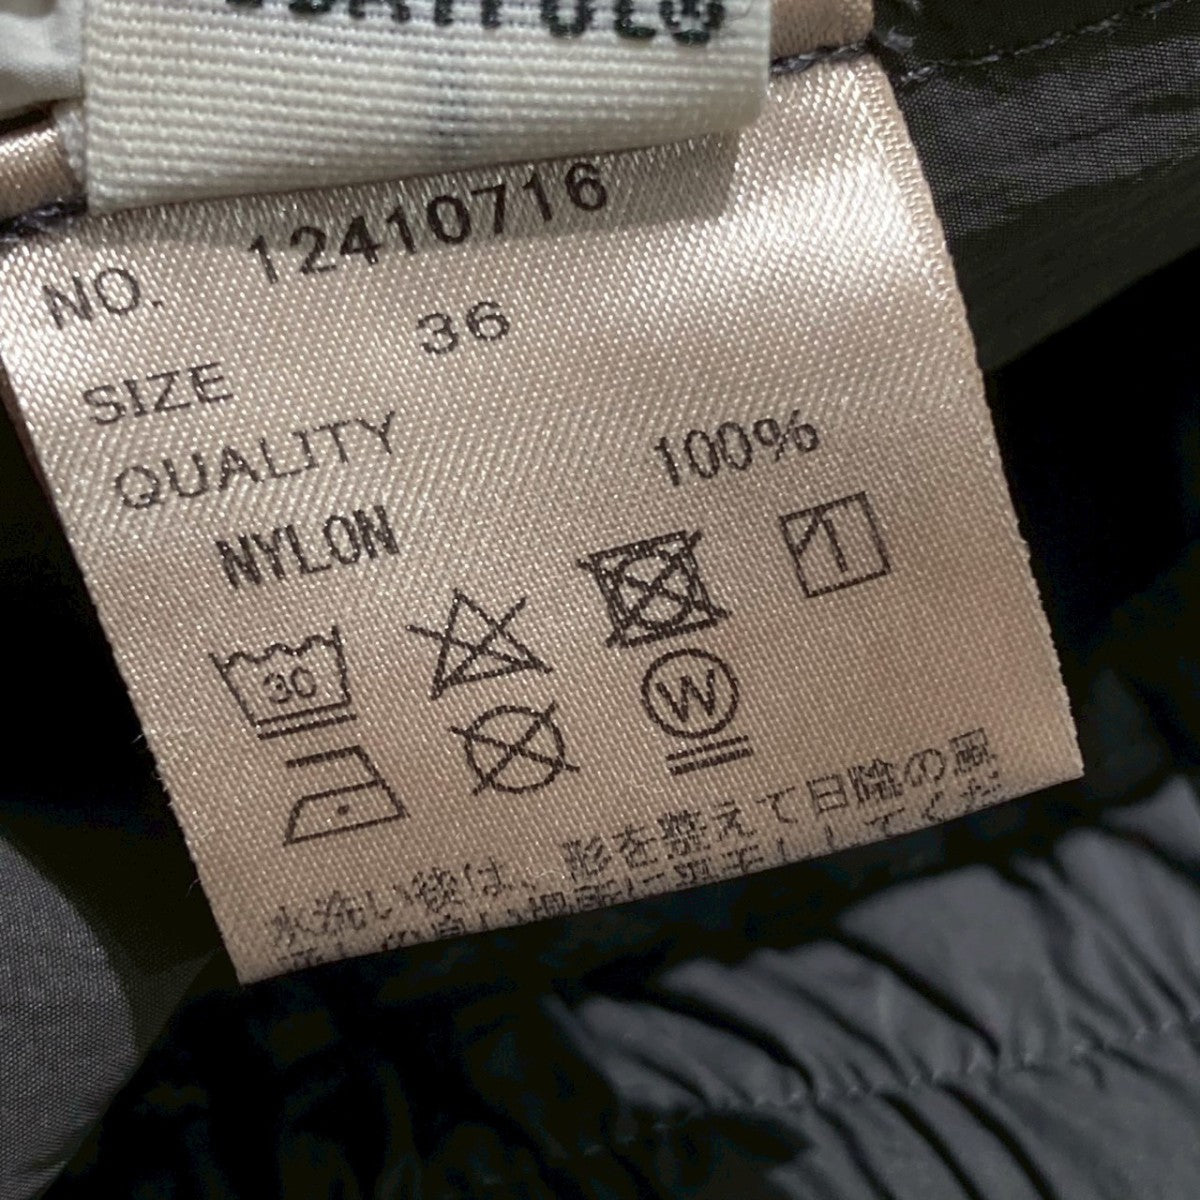 NO. 12410716
SIZE 36
QUALITY
NYLON 100%
30
W
水洗い後は、形を整えて日陰の風